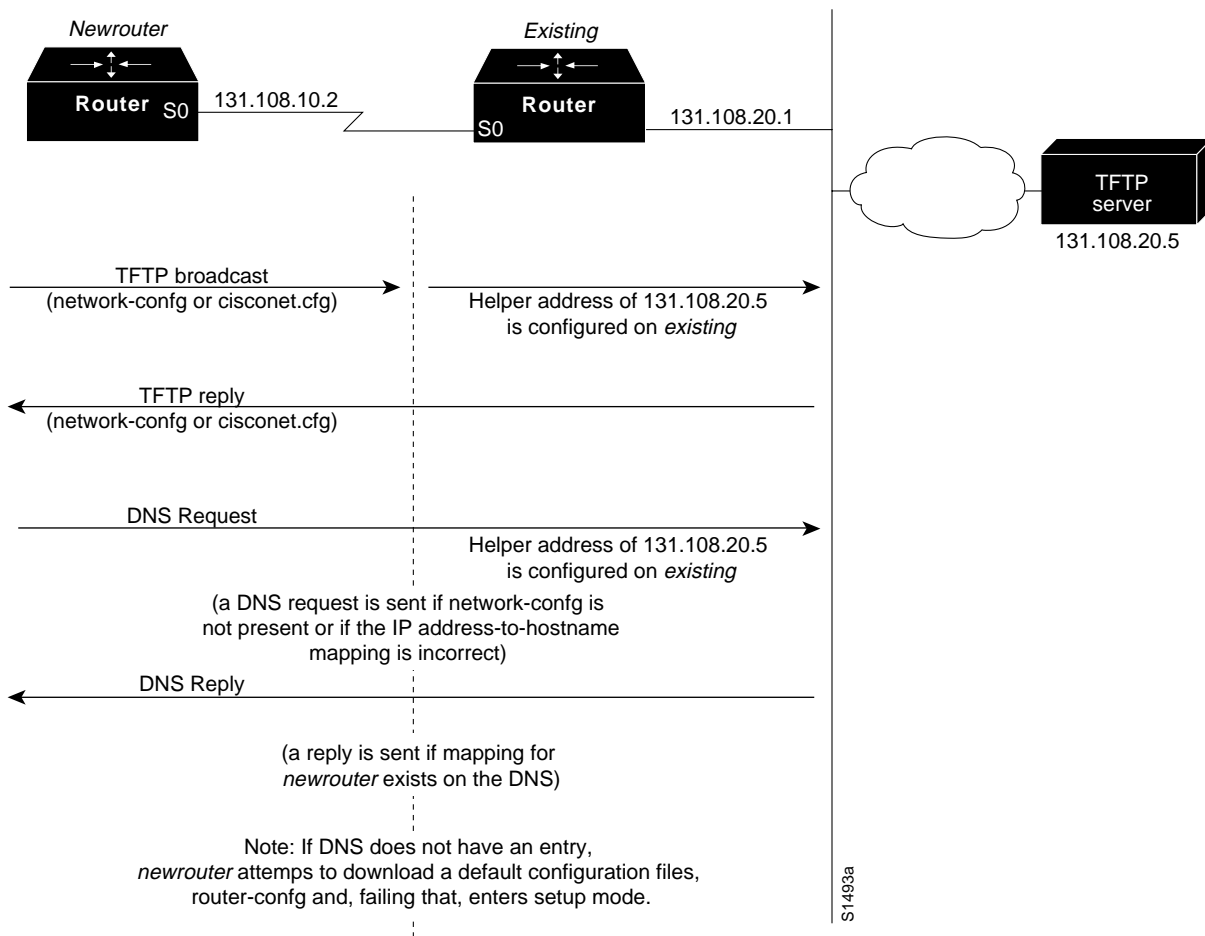 Newrouter
Existing
Router
S0
131.108.10.2
Router
S0
131.108.20.1
TFTP
server
131.108.20.5
TFTP broadcast
(network-confg or cisconet.cfg)
Helper address of 131.108.20.5
is configured on existing
TFTP reply
(network-confg or cisconet.cfg)
DNS Request
Helper address of 131.108.20.5
is configured on existing
(a DNS request is sent if network-confg is
not present or if the IP address-to-hostname
mapping is incorrect)
DNS Reply
(a reply is sent if mapping for
newrouter exists on the DNS)
Note: If DNS does not have an entry,
newrouter attemps to download a default configuration files,
router-confg and, failing that, enters setup mode.
S1493a